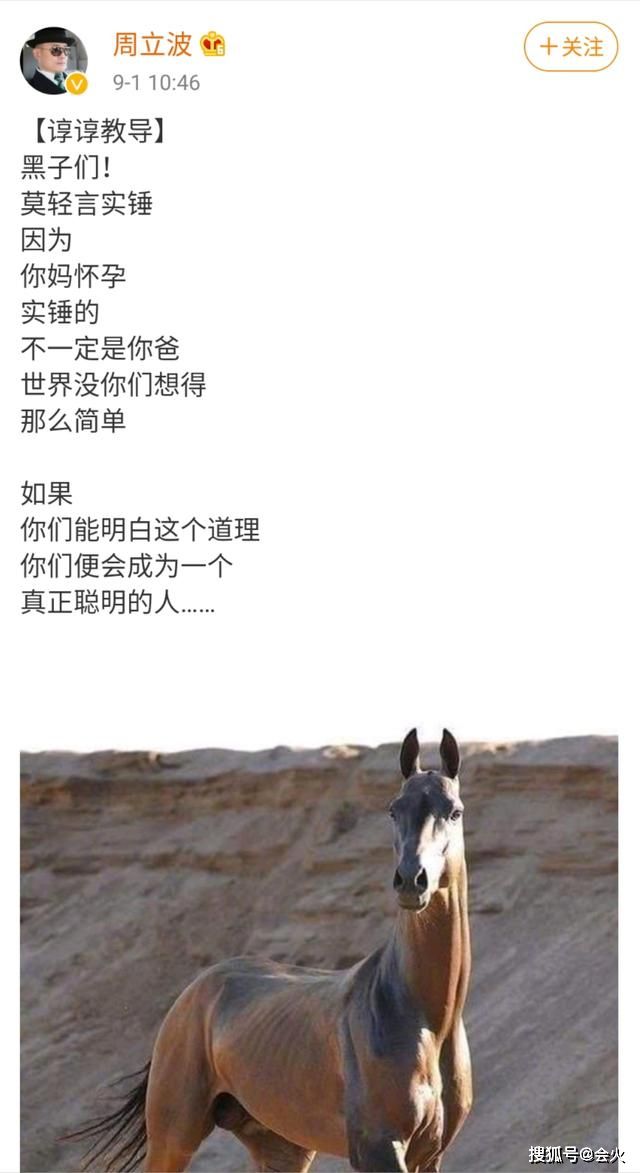 周立波
9-1 10:46
+关注
【谆谆教导】
黑子们！
莫轻言实锤
因为
你妈怀孕
实锤的
不一定是你爸
世界没你们想得
那么简单
如果
你们能明白这个道理
你们便会成为一个
真正聪明的人……
搜狐号@会火